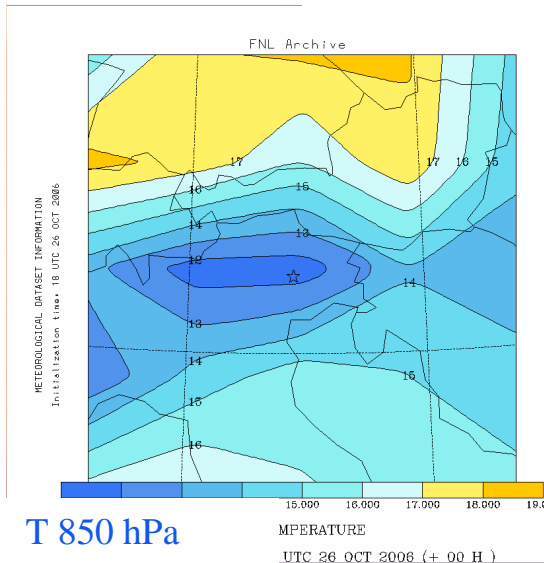 FNL Archive
METEOROLOGICAL DATASET INFORMATION
Initialization time: 18 UTC 26 OCT 2006
17
17
16
15
16
15
14
13
12
14
13
14
15
15
16
15.000 16.000 17.000 18.000 19.0
T 850 hPa
MPERATURE
UTC 26 OCT 2006 (+ 00 H )